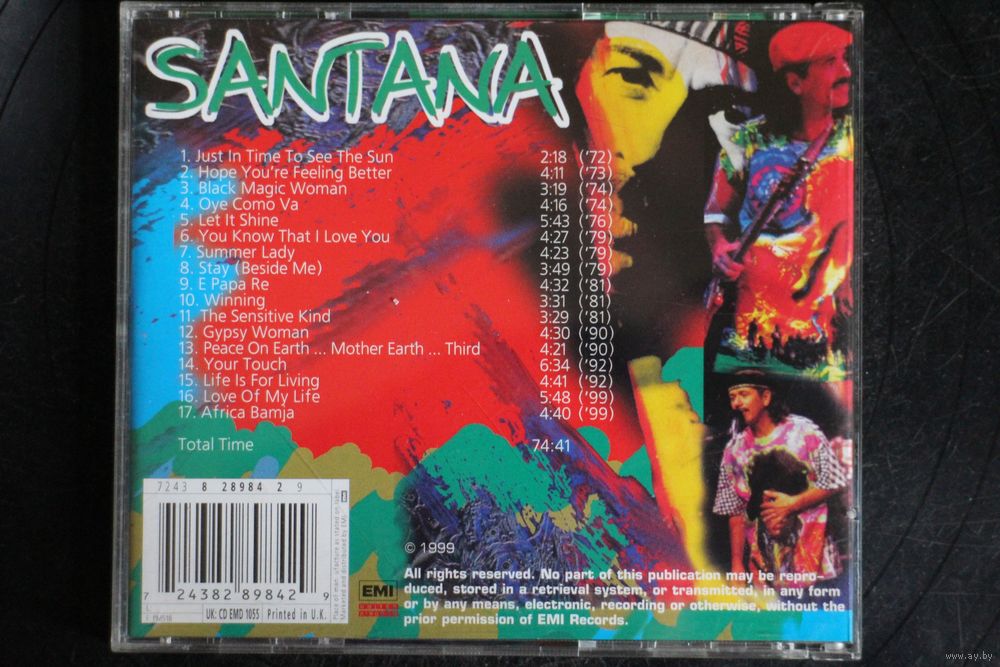 SANTANA
1. Just In Time To See The Sun 2:18 ('72)
2. Hope You're Feeling Better 4:11 ('73)
3. Black Magic Woman 3:19 ('74)
4. Oye Como Va 4:16 ('74)
5. Let It Shine 5:43 ('76)
6. You Know That I Love You 4:27 ('79)
7. Summer Lady 4:23 ('79)
8. Stay (Beside Me) 3:49 ('79)
9. E Papa Re 4:32 ('81)
10. Winning 3:31 ('81)
11. The Sensitive Kind 3:29 ('81)
12. Gypsy Woman 4:30 ('90)
13. Peace On Earth ... Mother Earth ... Third 4:21 ('90)
14. Your Touch 6:34 ('92)
15. Life Is For Living 4:41 ('92)
16. Love Of My Life 5:48 ('99)
17. Africa Bamja 4:40 ('99)
Total Time 74:41
7243 8 28984 2 9
7 24382 89842 9
UK: CD EMD 1055 Printed in U.K.
Marketed and distributed by EMI
© 1999
EMI
All rights reserved. No part of this publication may be repro-
duced, stored in a retrieval system, or transmitted, in any form
or by any means, electronic, recording or otherwise, without the
prior permission of EMI Records.
www.ay.by